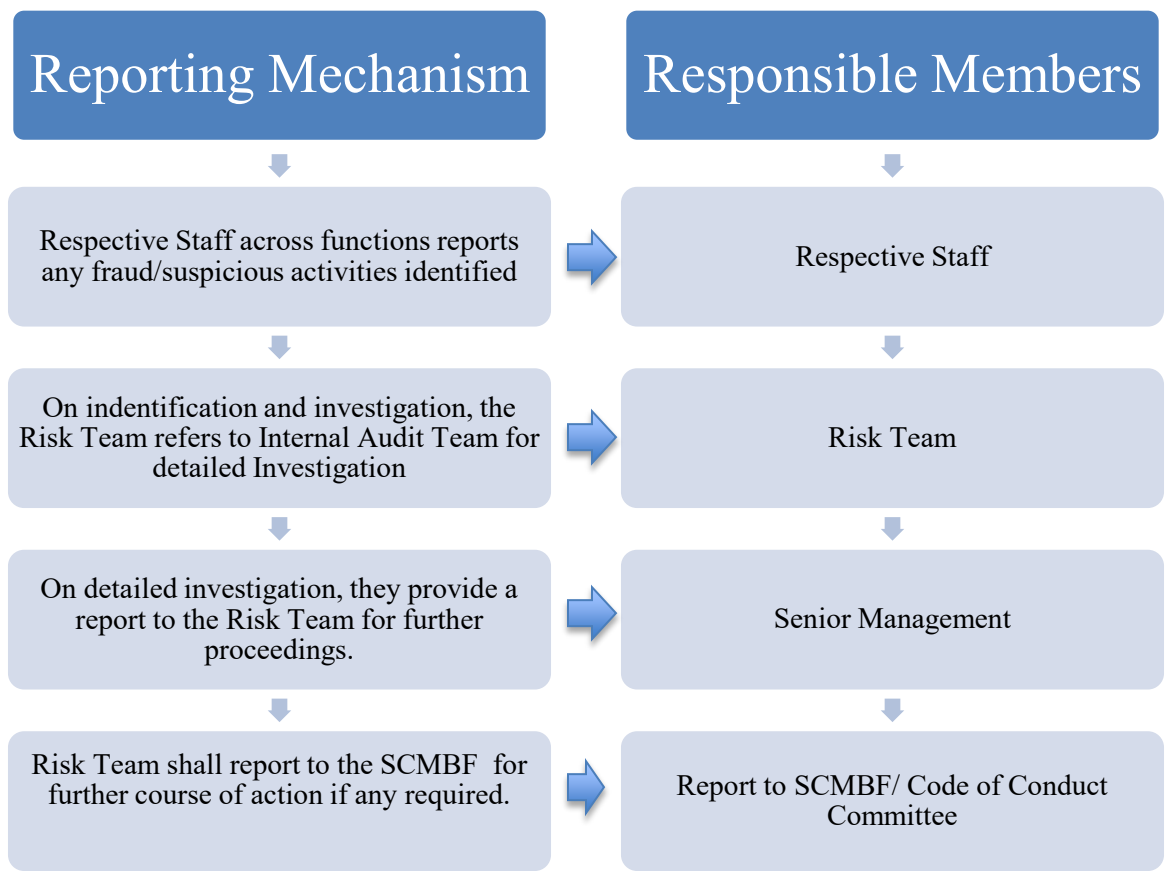 Reporting Mechanism
Responsible Members
Respective Staff across functions reports
any fraud/suspicious activities identified
Respective Staff
On indentification and investigation, the
Risk Team refers to Internal Audit Team for
detailed Investigation
Risk Team
On detailed investigation, they provide a
report to the Risk Team for further
proceedings.
Senior Management
Risk Team shall report to the SCMBF  for
further course of action if any required.
Report to SCMBF/ Code of Conduct
Committee